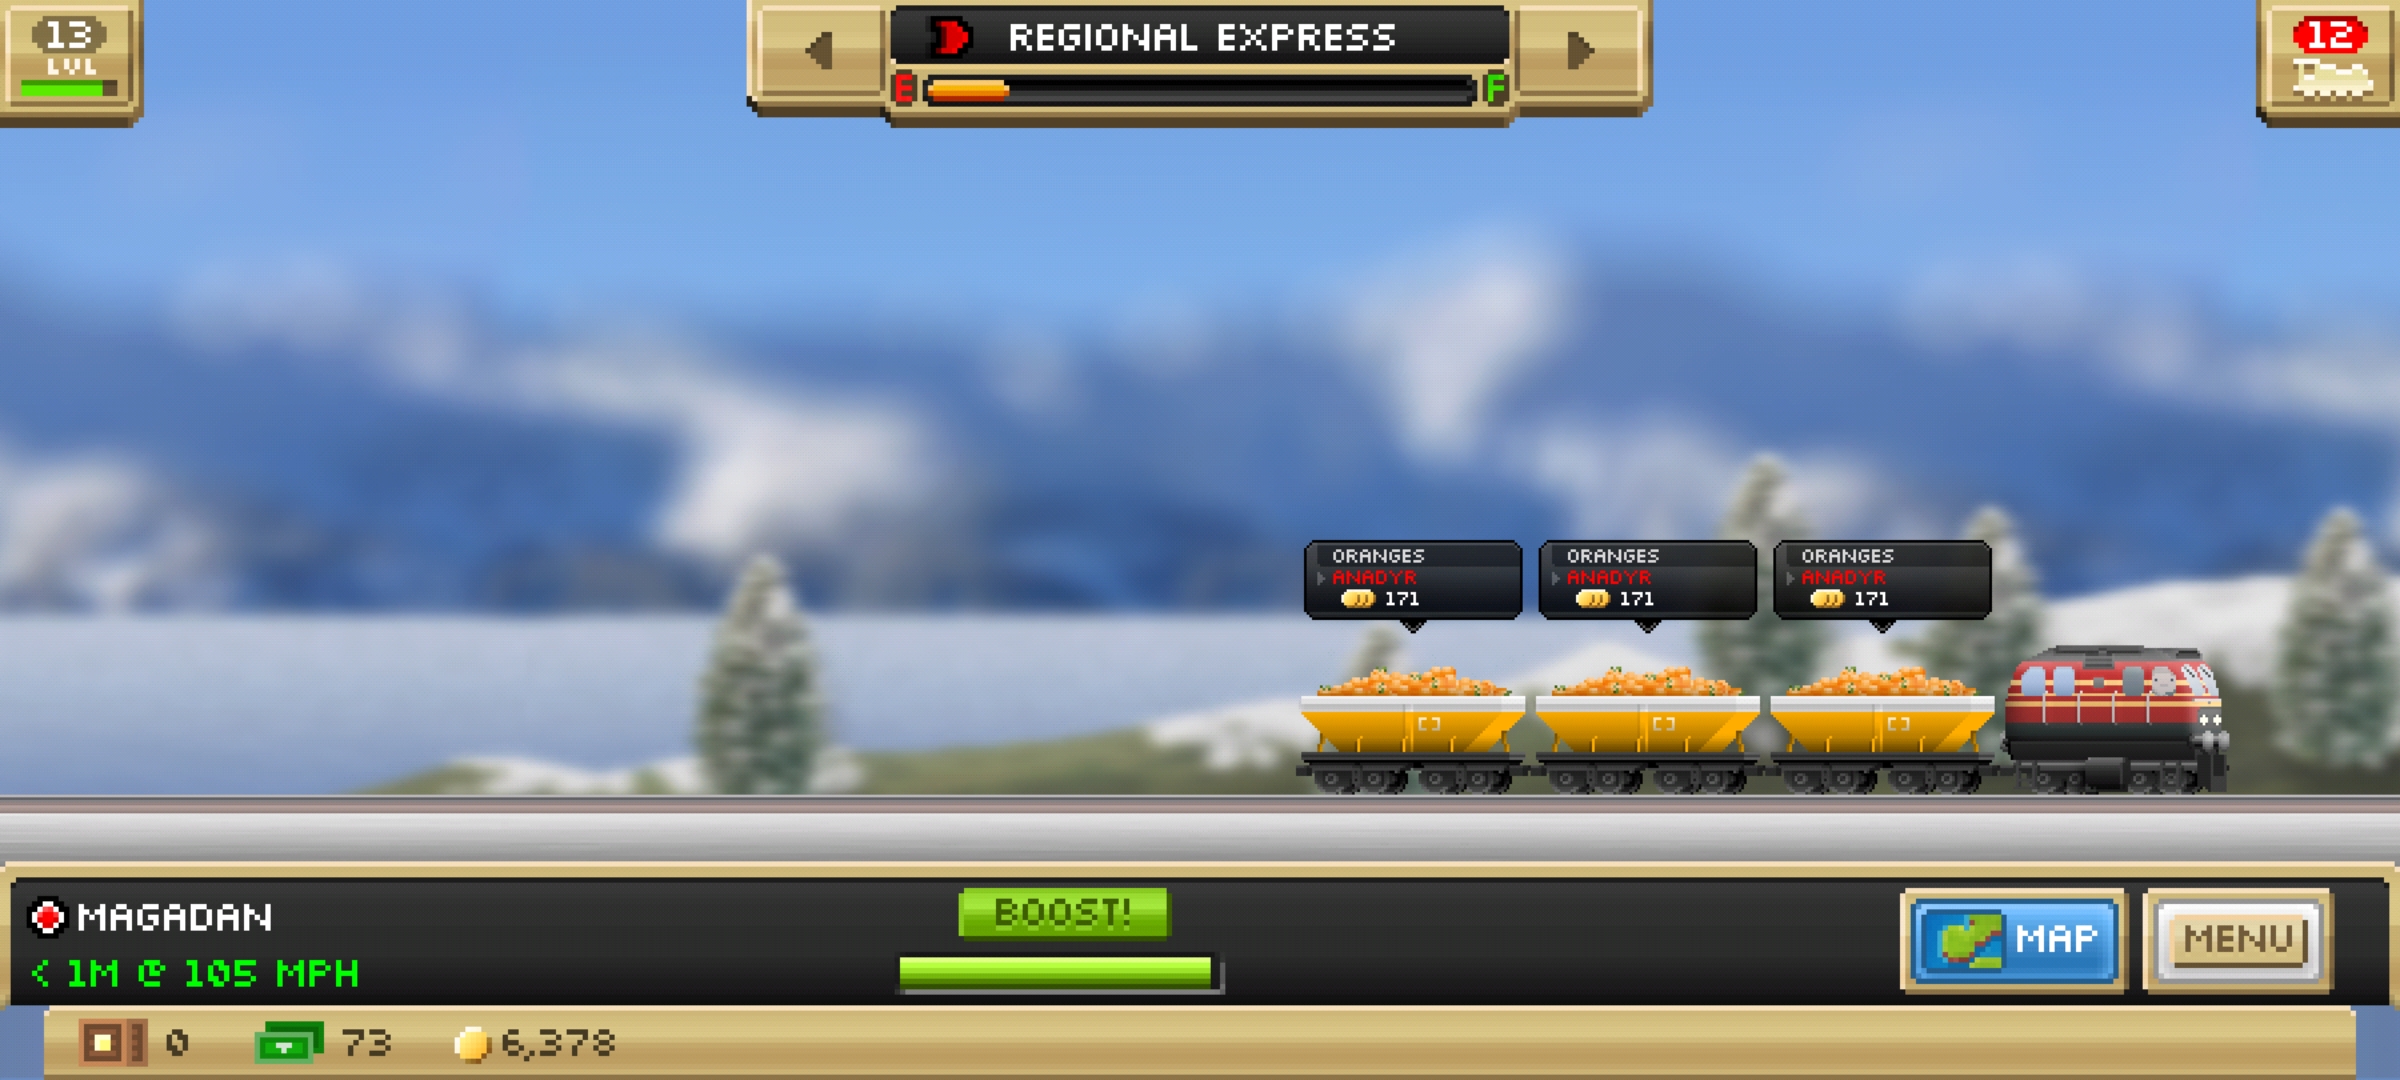 13
LVL
REGIONAL EXPRESS
E F
12
ORANGES
ANADYR
171
ORANGES
ANADYR
171
ORANGES
ANADYR
171
MAGADAN
< 1M @ 105 MPH
BOOST!
MAP
MENU
0
73
6,378